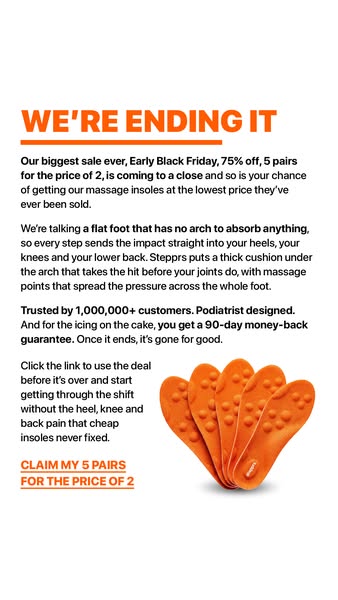 WE'RE ENDING IT
Our biggest sale ever, Early Black Friday, 75% off, 5 pairs
for the price of 2, is coming to a close and so is your chance
of getting our massage insoles at the lowest price they've
ever been sold.
We're talking a flat foot that has no arch to absorb anything,
so every step sends the impact straight into your heels, your
knees and your lower back. Stepprs puts a thick cushion under
the arch that takes the hit before your joints do, with massage
points that spread the pressure across the whole foot.
Trusted by 1,000,000+ customers. Podiatrist designed.
And for the icing on the cake, you get a 90-day money-back
guarantee. Once it ends, it's gone for good.
Click the link to use the deal
before it's over and start
getting through the shift
without the heel, knee and
back pain that cheap
insoles never fixed.
CLAIM MY 5 PAIRS
FOR THE PRICE OF 2